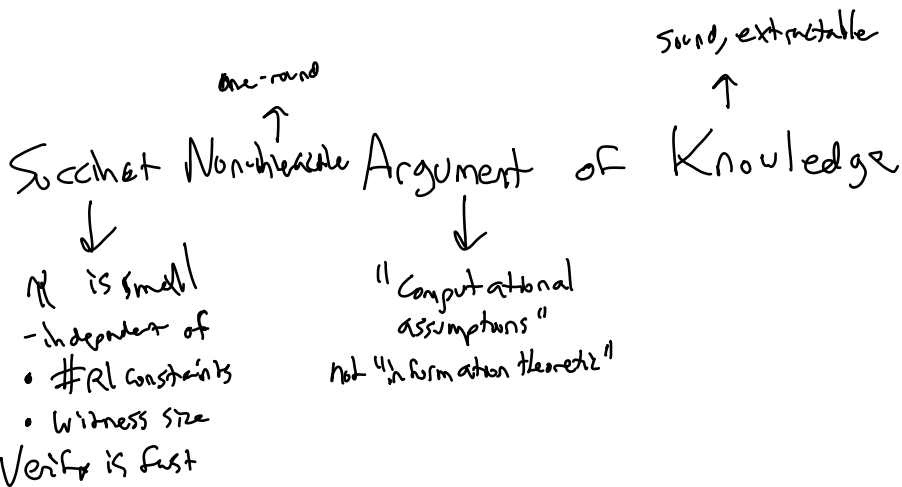 sound, extractable
one-round
Succinct Non-interactive Argument of Knowledge
π is small
- independent of
• #R1 constraints
• witness size
Verify is fast
"computational
assumptions"
not "information theoretic"